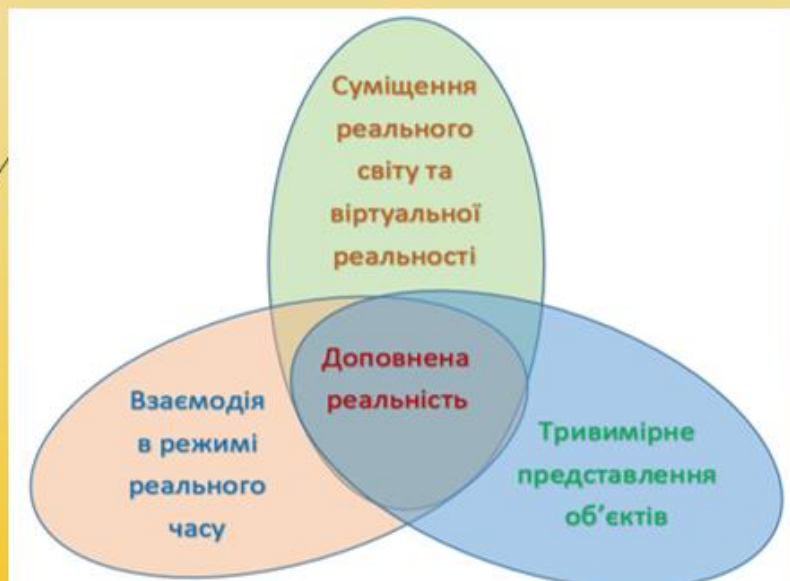 Суміщення
реального
світу та
віртуальної
реальності
Доповнена
реальність
Взаємодія
в режимі
реального
часу
Тривимірне
представлення
об’єктів